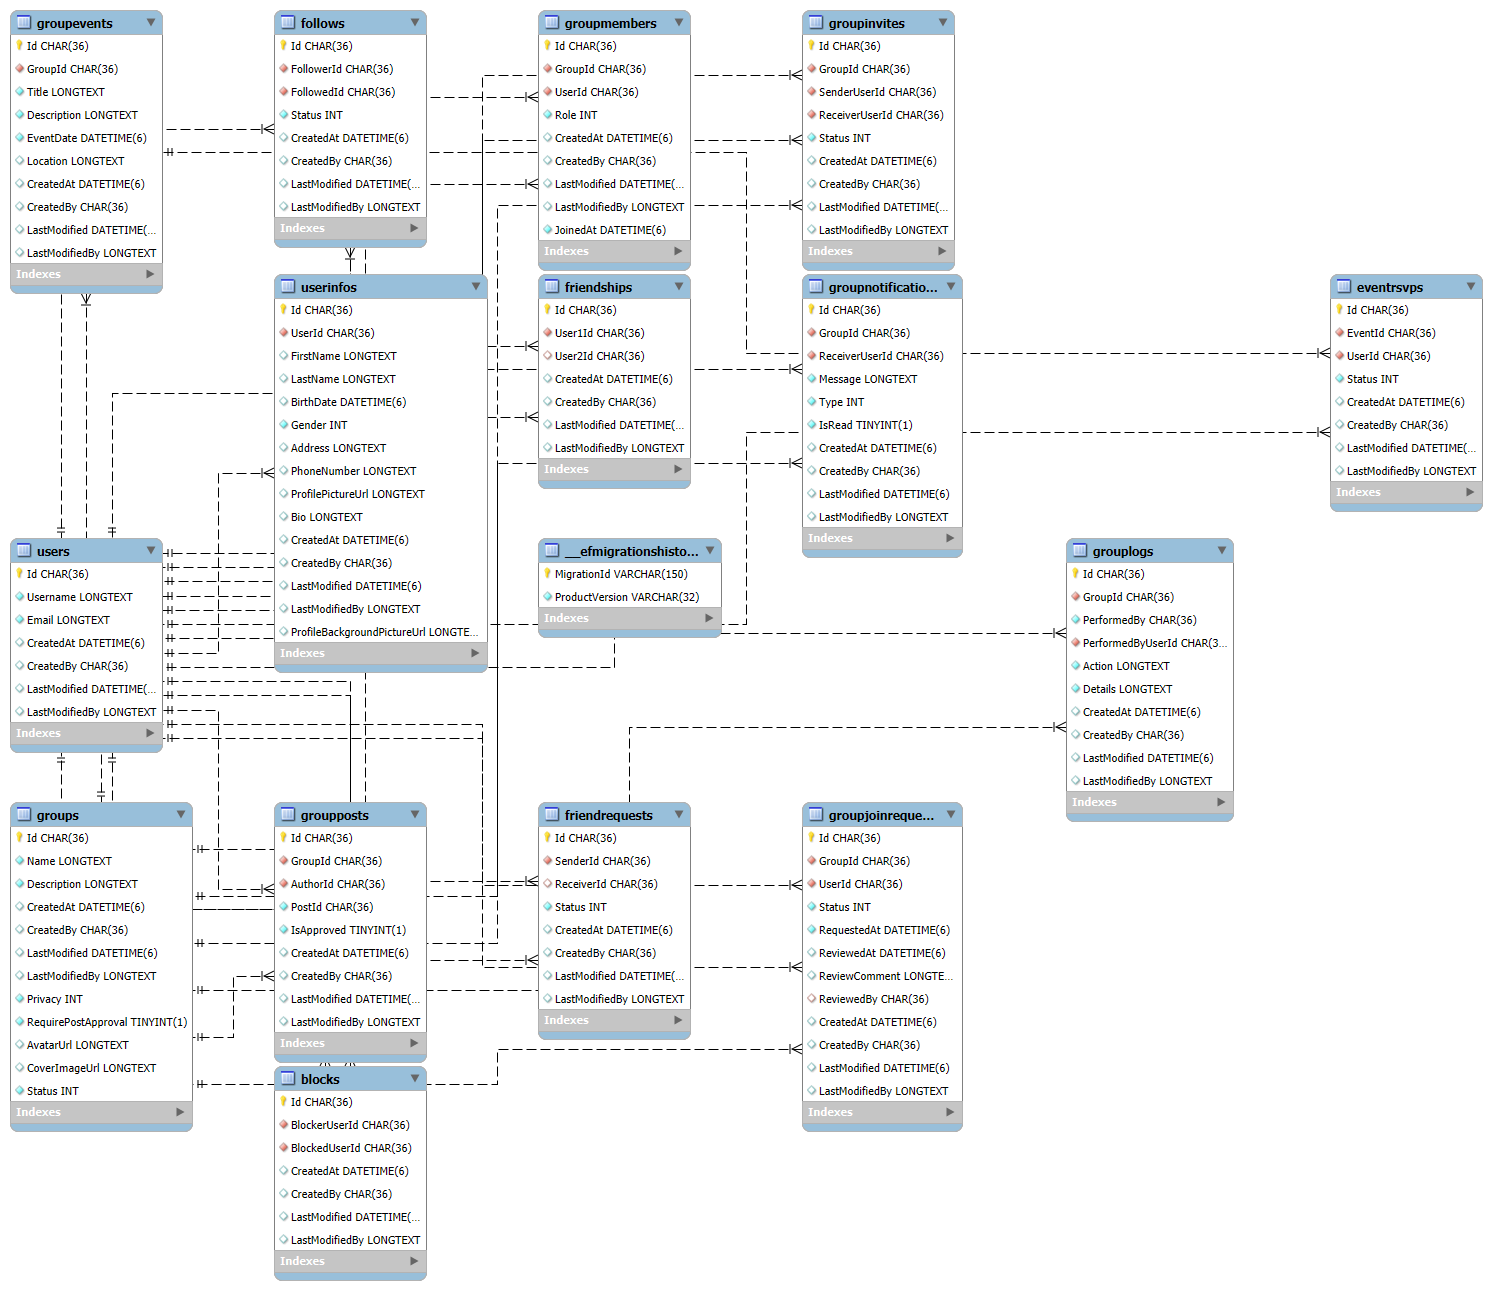 groupevents
Id CHAR(36)
GroupId CHAR(36)
Title LONGTEXT
Description LONGTEXT
EventDate DATETIME(6)
Location LONGTEXT
CreatedAt DATETIME(6)
CreatedBy CHAR(36)
LastModified DATETIME(...
LastModifiedBy LONGTEXT
Indexes
follows
Id CHAR(36)
FollowerId CHAR(36)
FollowedId CHAR(36)
Status INT
CreatedAt DATETIME(6)
CreatedBy CHAR(36)
LastModified DATETIME(...
LastModifiedBy LONGTEXT
Indexes
groupmembers
Id CHAR(36)
GroupId CHAR(36)
UserId CHAR(36)
Role INT
CreatedAt DATETIME(6)
CreatedBy CHAR(36)
LastModified DATETIME(...
LastModifiedBy LONGTEXT
JoinedAt DATETIME(6)
Indexes
groupinvites
Id CHAR(36)
GroupId CHAR(36)
SenderUserId CHAR(36)
ReceiverUserId CHAR(36)
Status INT
CreatedAt DATETIME(6)
CreatedBy CHAR(36)
LastModified DATETIME(...
LastModifiedBy LONGTEXT
Indexes
userinfos
Id CHAR(36)
UserId CHAR(36)
FirstName LONGTEXT
LastName LONGTEXT
BirthDate DATETIME(6)
Gender INT
Address LONGTEXT
PhoneNumber LONGTEXT
ProfilePictureUrl LONGTEXT
Bio LONGTEXT
CreatedAt DATETIME(6)
CreatedBy CHAR(36)
LastModified DATETIME(6)
LastModifiedBy LONGTEXT
ProfileBackgroundPictureUrl LONGTE...
Indexes
friendships
Id CHAR(36)
User1Id CHAR(36)
User2Id CHAR(36)
CreatedAt DATETIME(6)
CreatedBy CHAR(36)
LastModified DATETIME(...
LastModifiedBy LONGTEXT
Indexes
groupnotificatio...
Id CHAR(36)
GroupId CHAR(36)
ReceiverUserId CHAR(36)
Message LONGTEXT
Type INT
IsRead TINYINT(1)
CreatedAt DATETIME(6)
CreatedBy CHAR(36)
LastModified DATETIME(6)
LastModifiedBy LONGTEXT
Indexes
eventrsvps
Id CHAR(36)
EventId CHAR(36)
UserId CHAR(36)
Status INT
CreatedAt DATETIME(6)
CreatedBy CHAR(36)
LastModified DATETIME(...
LastModifiedBy LONGTEXT
Indexes
users
Id CHAR(36)
Username LONGTEXT
Email LONGTEXT
CreatedAt DATETIME(6)
CreatedBy CHAR(36)
LastModified DATETIME(...
LastModifiedBy LONGTEXT
Indexes
__efmigrationshisto...
MigrationId VARCHAR(150)
ProductVersion VARCHAR(32)
Indexes
grouplogs
Id CHAR(36)
GroupId CHAR(36)
PerformedBy CHAR(36)
PerformedByUserId CHAR(3...
Action LONGTEXT
Details LONGTEXT
CreatedAt DATETIME(6)
CreatedBy CHAR(36)
LastModified DATETIME(6)
LastModifiedBy LONGTEXT
Indexes
groups
Id CHAR(36)
Name LONGTEXT
Description LONGTEXT
CreatedAt DATETIME(6)
CreatedBy CHAR(36)
LastModified DATETIME(6)
LastModifiedBy LONGTEXT
Privacy INT
RequirePostApproval TINYINT(1)
AvatarUrl LONGTEXT
CoverImageUrl LONGTEXT
Status INT
Indexes
groupposts
Id CHAR(36)
GroupId CHAR(36)
AuthorId CHAR(36)
PostId CHAR(36)
IsApproved TINYINT(1)
CreatedAt DATETIME(6)
CreatedBy CHAR(36)
LastModified DATETIME(...
LastModifiedBy LONGTEXT
Indexes
friendrequests
Id CHAR(36)
SenderId CHAR(36)
ReceiverId CHAR(36)
Status INT
CreatedAt DATETIME(6)
CreatedBy CHAR(36)
LastModified DATETIME(...
LastModifiedBy LONGTEXT
Indexes
groupjoinreque...
Id CHAR(36)
GroupId CHAR(36)
UserId CHAR(36)
Status INT
RequestedAt DATETIME(6)
ReviewedAt DATETIME(6)
ReviewComment LONGTE...
ReviewedBy CHAR(36)
CreatedAt DATETIME(6)
CreatedBy CHAR(36)
LastModified DATETIME(6)
LastModifiedBy LONGTEXT
Indexes
blocks
Id CHAR(36)
BlockerUserId CHAR(36)
BlockedUserId CHAR(36)
CreatedAt DATETIME(6)
CreatedBy CHAR(36)
LastModified DATETIME(...
LastModifiedBy LONGTEXT
Indexes